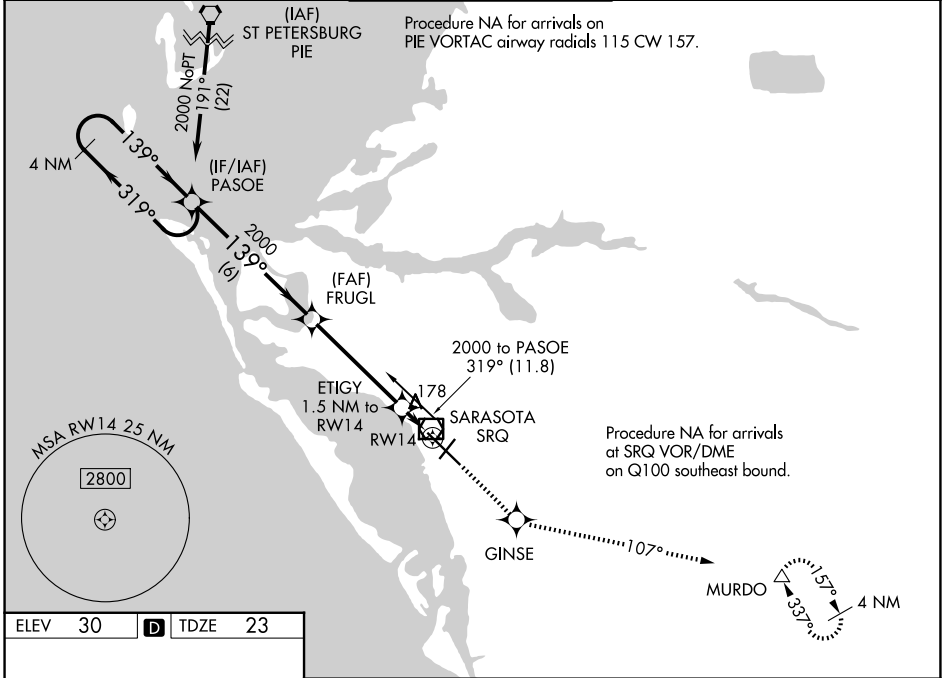 (IAF)
ST PETERSBURG
PIE
Procedure NA for arrivals on
PIE VORTAC airway radials 115 CW 157.
2000 NoPT
191°
(22)
4 NM
139°
319°
(IF/IAF)
PASOE
2000
139°
(6)
(FAF)
FRUGL
2000 to PASOE
319° (11.8)
ETIGY
1.5 NM to
RW14
178
RW14
SARASOTA
SRQ
Procedure NA for arrivals
at SRQ VOR/DME
on Q100 southeast bound.
MSA RW14 25 NM
2800
GINSE
107°
MURDO
157°
337°
4 NM
ELEV 30 D TDZE 23